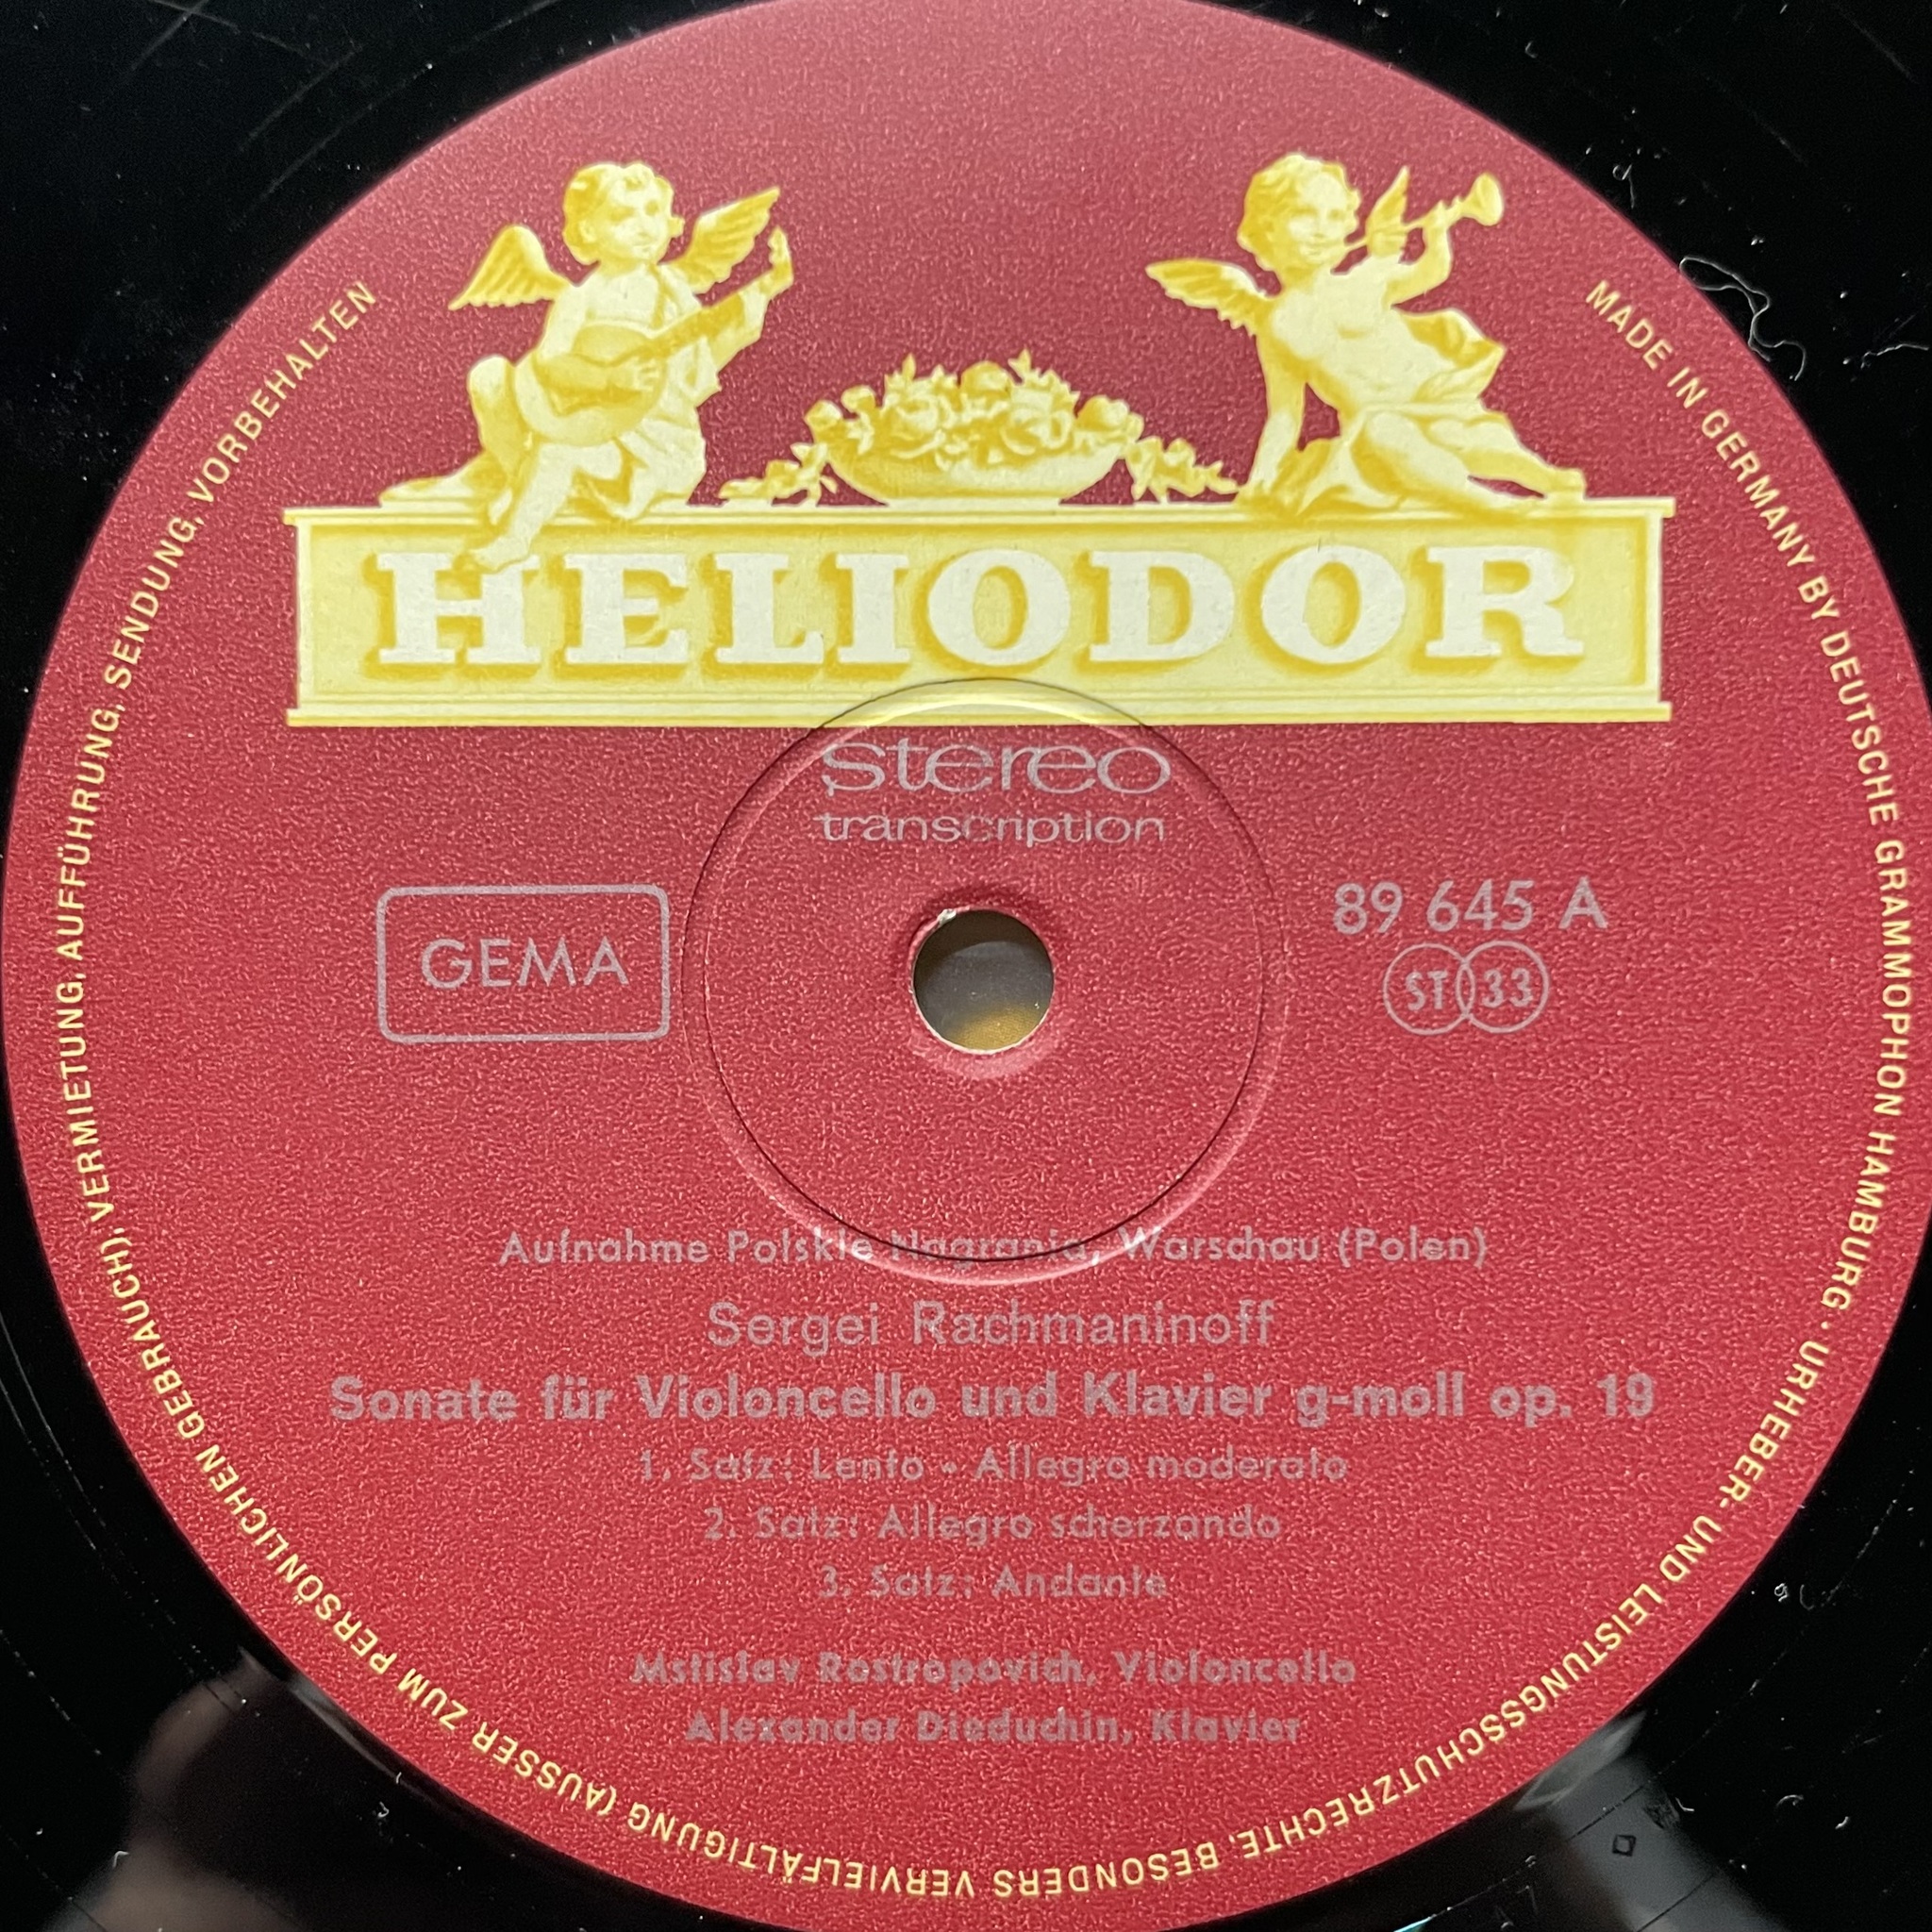 HELIODOR
stereo
transcription
GEMA
89 645 A
ST 33
Aufnahme Polskie Nagrania, Warschau (Polen)
Sergei Rachmaninoff
Sonate für Violoncello und Klavier g-moll op. 19
1. Satz: Lento - Allegro moderato
2. Satz: Allegro scherzando
3. Satz: Andante
Mstislav Rostropovich, Violoncello
Alexander Dieduchin, Klavier
MADE IN GERMANY BY DEUTSCHE GRAMMOPHON HAMBURG · URHEBER- UND LEISTUNGSSCHUTZRECHTE, BESONDERS VERVIELFÄLTIGUNG (AUSSER ZUM PERSÖNLICHEN GEBRAUCH), VERMIETUNG, AUFFÜHRUNG, SENDUNG, VORBEHALTEN